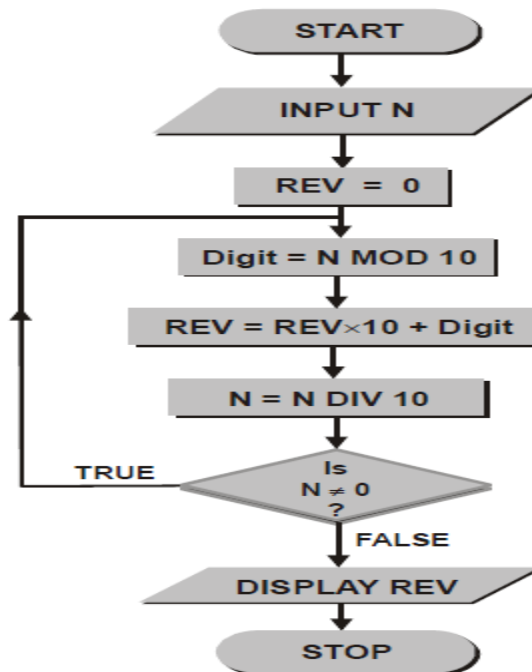 START
INPUT N
REV = 0
Digit = N MOD 10
REV = REV×10 + Digit
N = N DIV 10
Is
N ≠ 0
?
TRUE
FALSE
DISPLAY REV
STOP